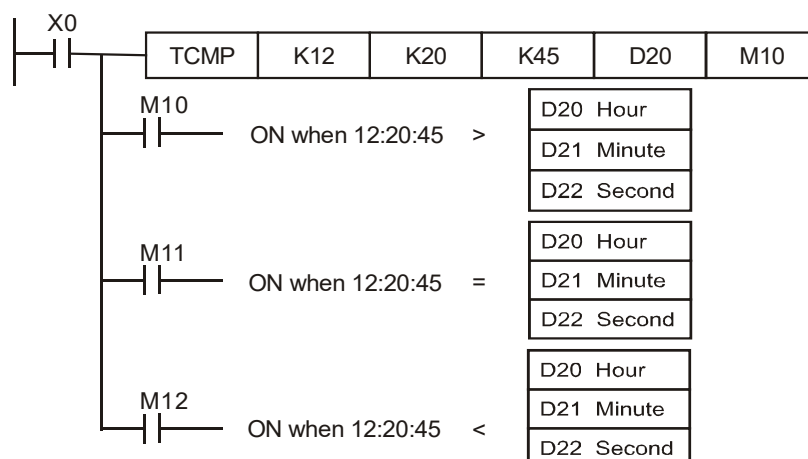 X0
TCMP K12 K20 K45 D20 M10
M10
D20 Hour
ON when 12:20:45 >
D21 Minute
D22 Second
D20 Hour
M11
ON when 12:20:45 =
D21 Minute
D22 Second
D20 Hour
M12
D21 Minute
ON when 12:20:45 <
D22 Second